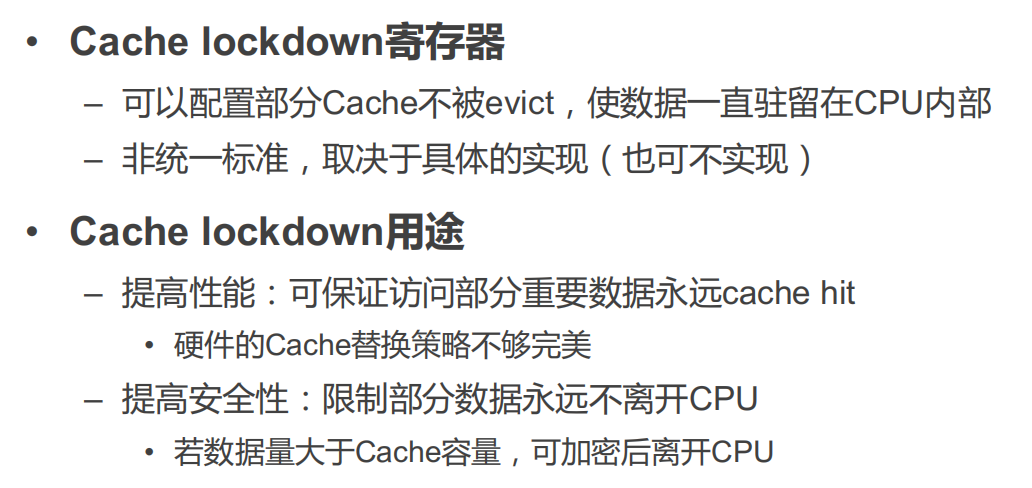 • Cache lockdown寄存器
– 可以配置部分Cache不被evict，使数据一直驻留在CPU内部
– 非统一标准，取决于具体的实现（也可不实现）
• Cache lockdown用途
– 提高性能：可保证访问部分重要数据永远cache hit
• 硬件的Cache替换策略不够完美
– 提高安全性：限制部分数据永远不离开CPU
• 若数据量大于Cache容量，可加密后离开CPU